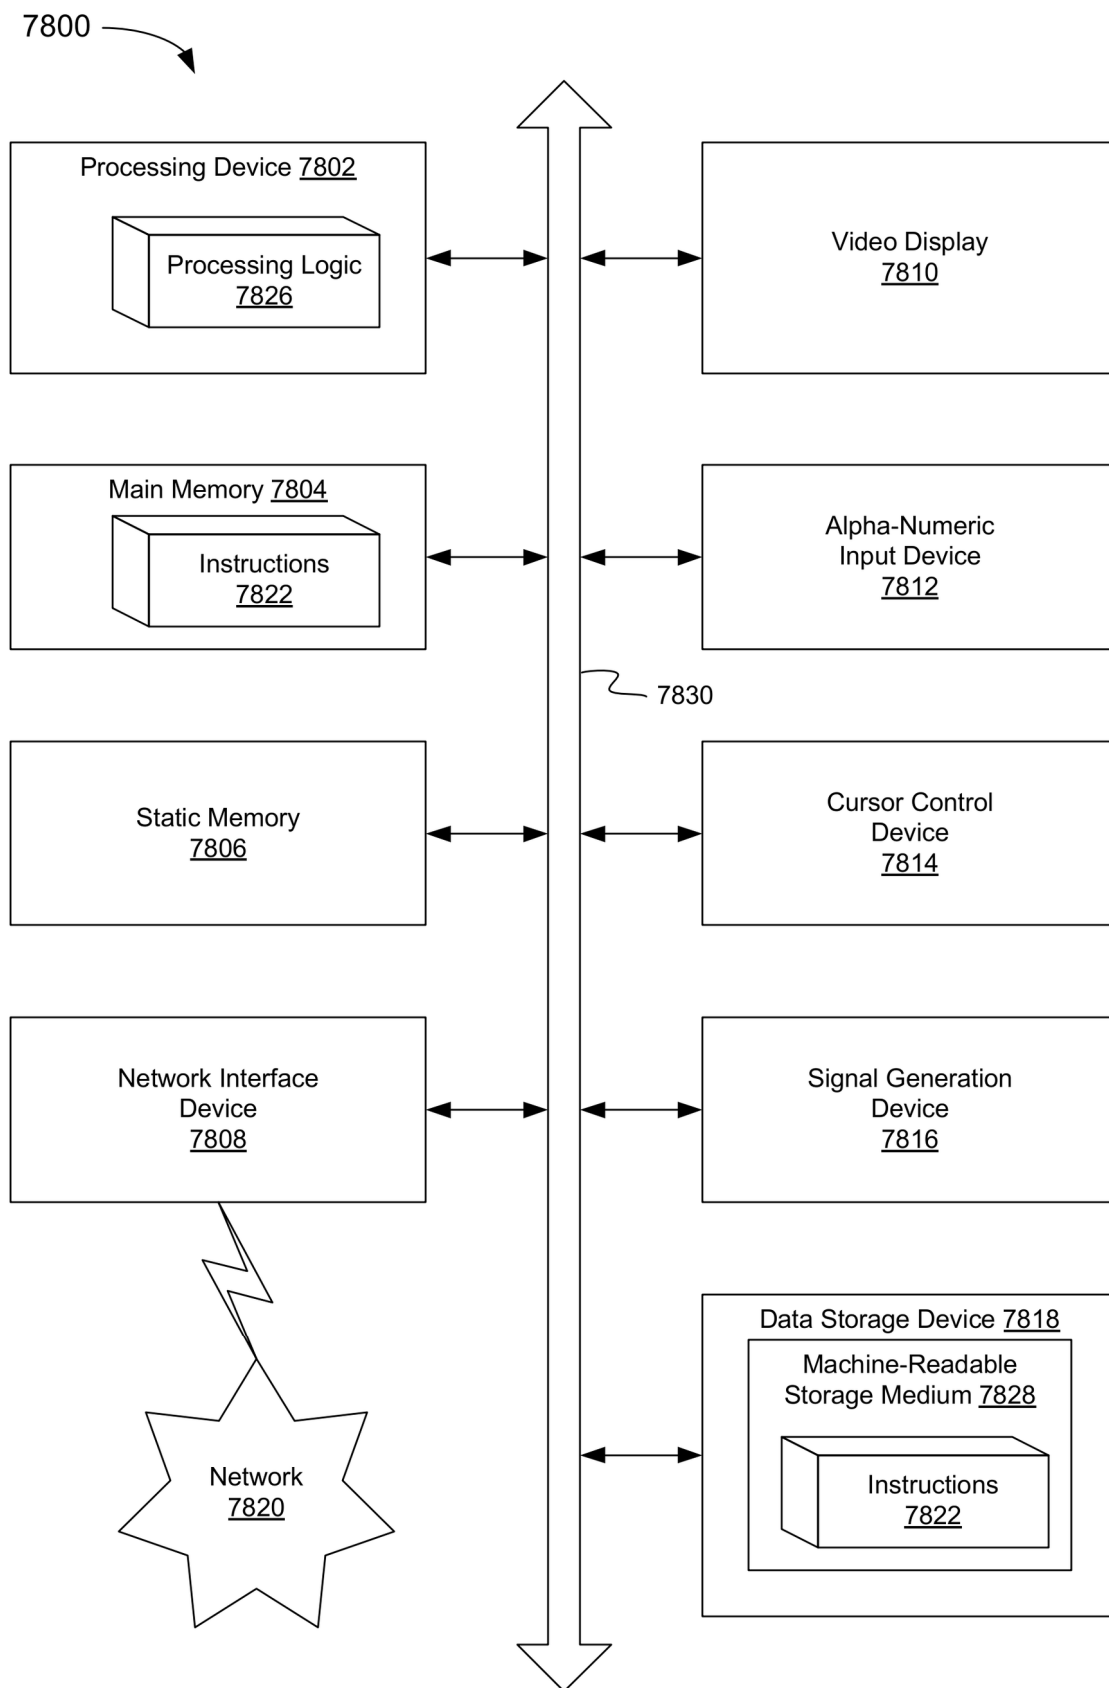 7800
Processing Device 7802
Processing Logic
7826
Video Display
7810
Main Memory 7804
Instructions
7822
Alpha-Numeric
Input Device
7812
7830
Static Memory
7806
Cursor Control
Device
7814
Network Interface
Device
7808
Signal Generation
Device
7816
Data Storage Device 7818
Machine-Readable
Storage Medium 7828
Instructions
7822
Network
7820